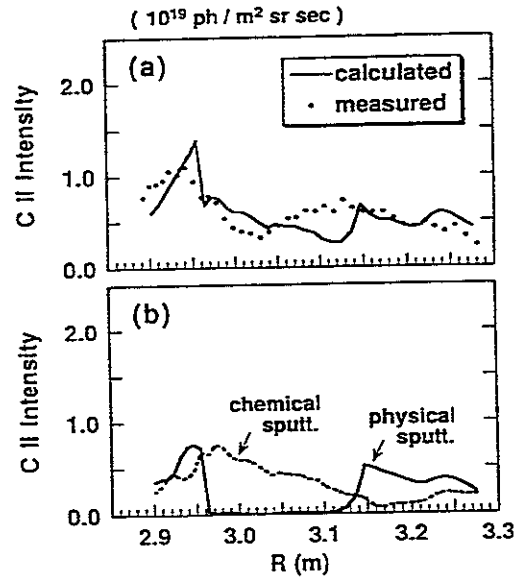 ( 10¹⁹ ph / m² sr sec )
(a)
calculated
measured
C II Intensity
2.0
1.0
0.0
(b)
chemical
sputt.
physical
sputt.
C II Intensity
2.0
1.0
0.0
2.9 3.0 3.1 3.2 3.3
R (m)